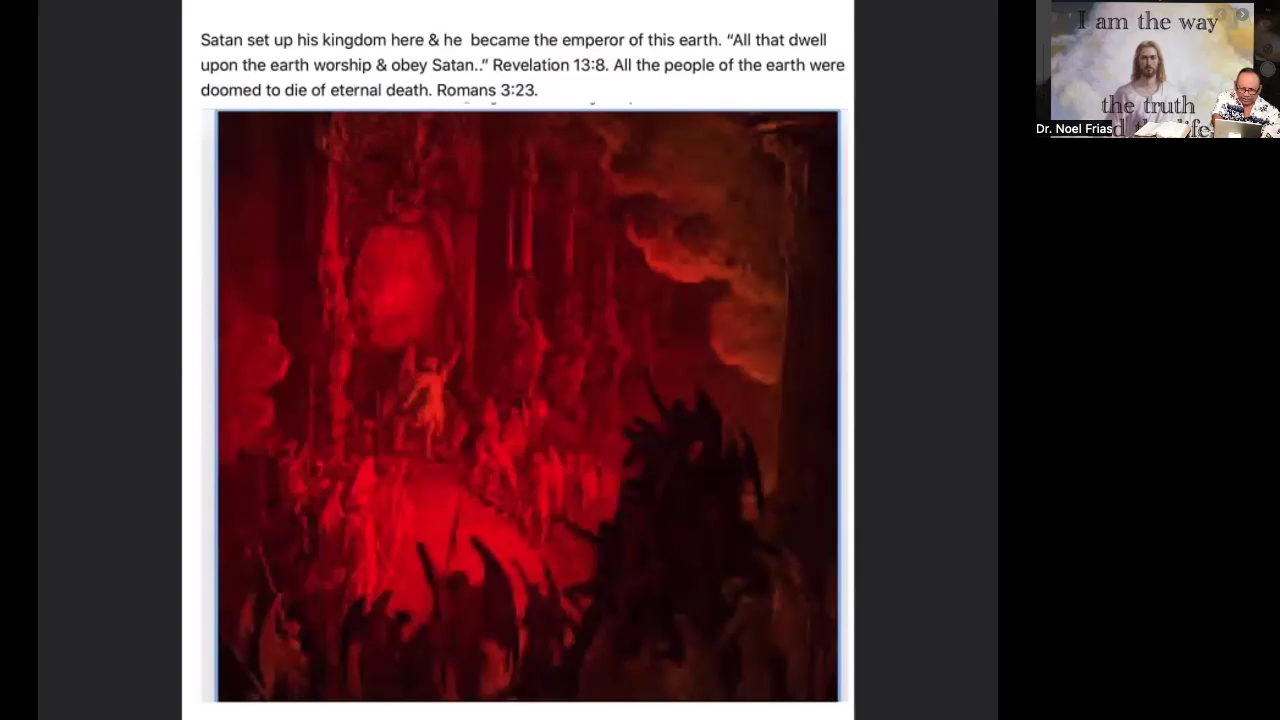 Satan set up his kingdom here & he  became the emperor of this earth. “All that dwell
upon the earth worship & obey Satan..” Revelation 13:8. All the people of the earth were
doomed to die of eternal death. Romans 3:23.
I am the way
the truth
life
Dr. Noel Frias